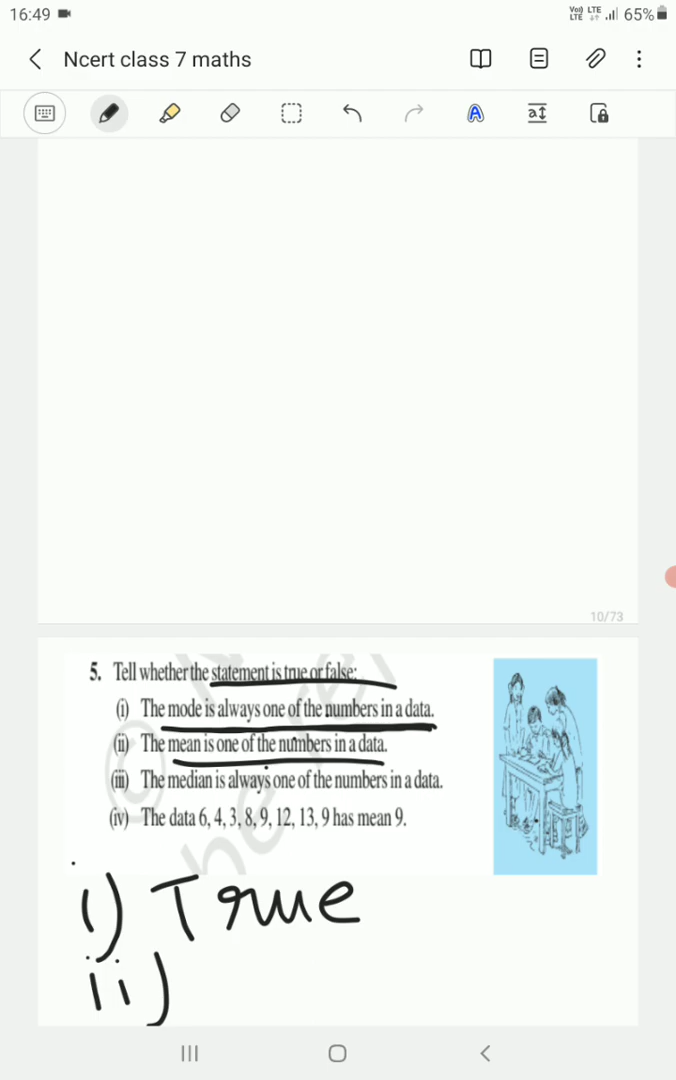 16:49 Vo) LTE LTE 65%
Ncert class 7 maths
10/73
5. Tell whether the statement is true or false:
(i) The mode is always one of the numbers in a data.
(ii) The mean is one of the numbers in a data.
(iii) The median is always one of the numbers in a data.
(iv) The data 6, 4, 3, 8, 9, 12, 13, 9 has mean 9.
i) True
ii)